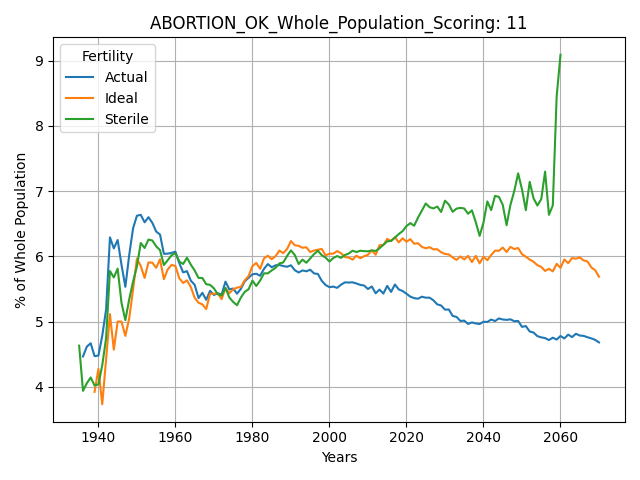 ABORTION_OK_Whole_Population_Scoring: 11
Fertility
Actual
Ideal
Sterile
% of Whole Population
9
8
7
6
5
4
1940 1960 1980 2000 2020 2040 2060
Years